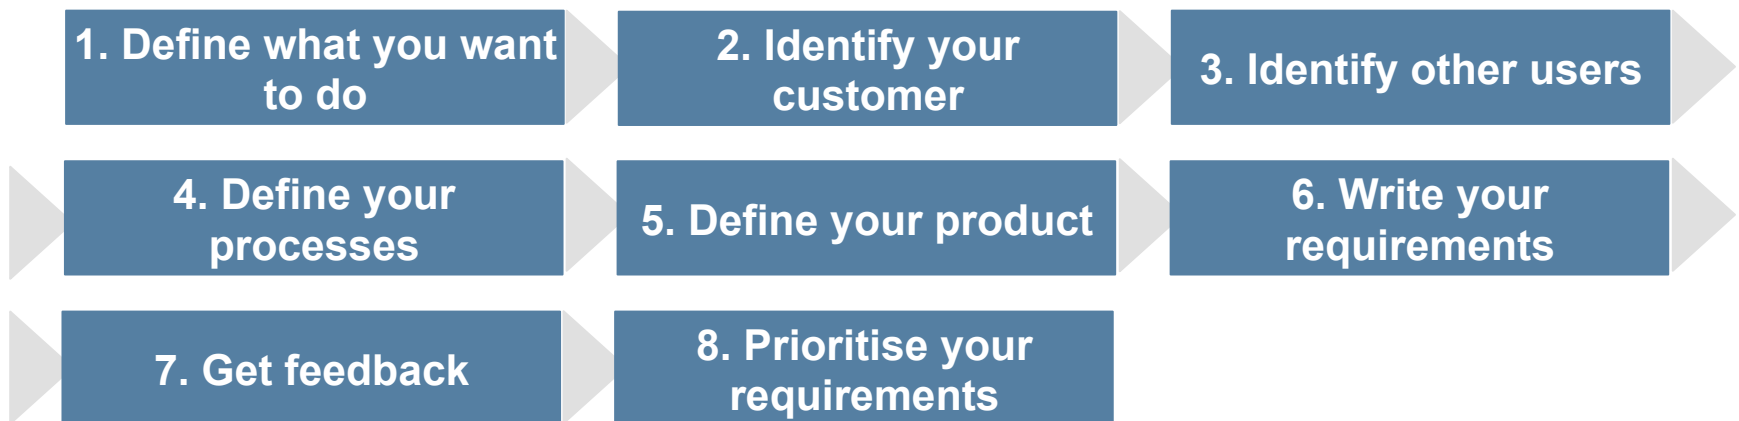 1. Define what you want
to do
2. Identify your
customer
3. Identify other users
4. Define your
processes
5. Define your product
6. Write your
requirements
7. Get feedback
8. Prioritise your
requirements